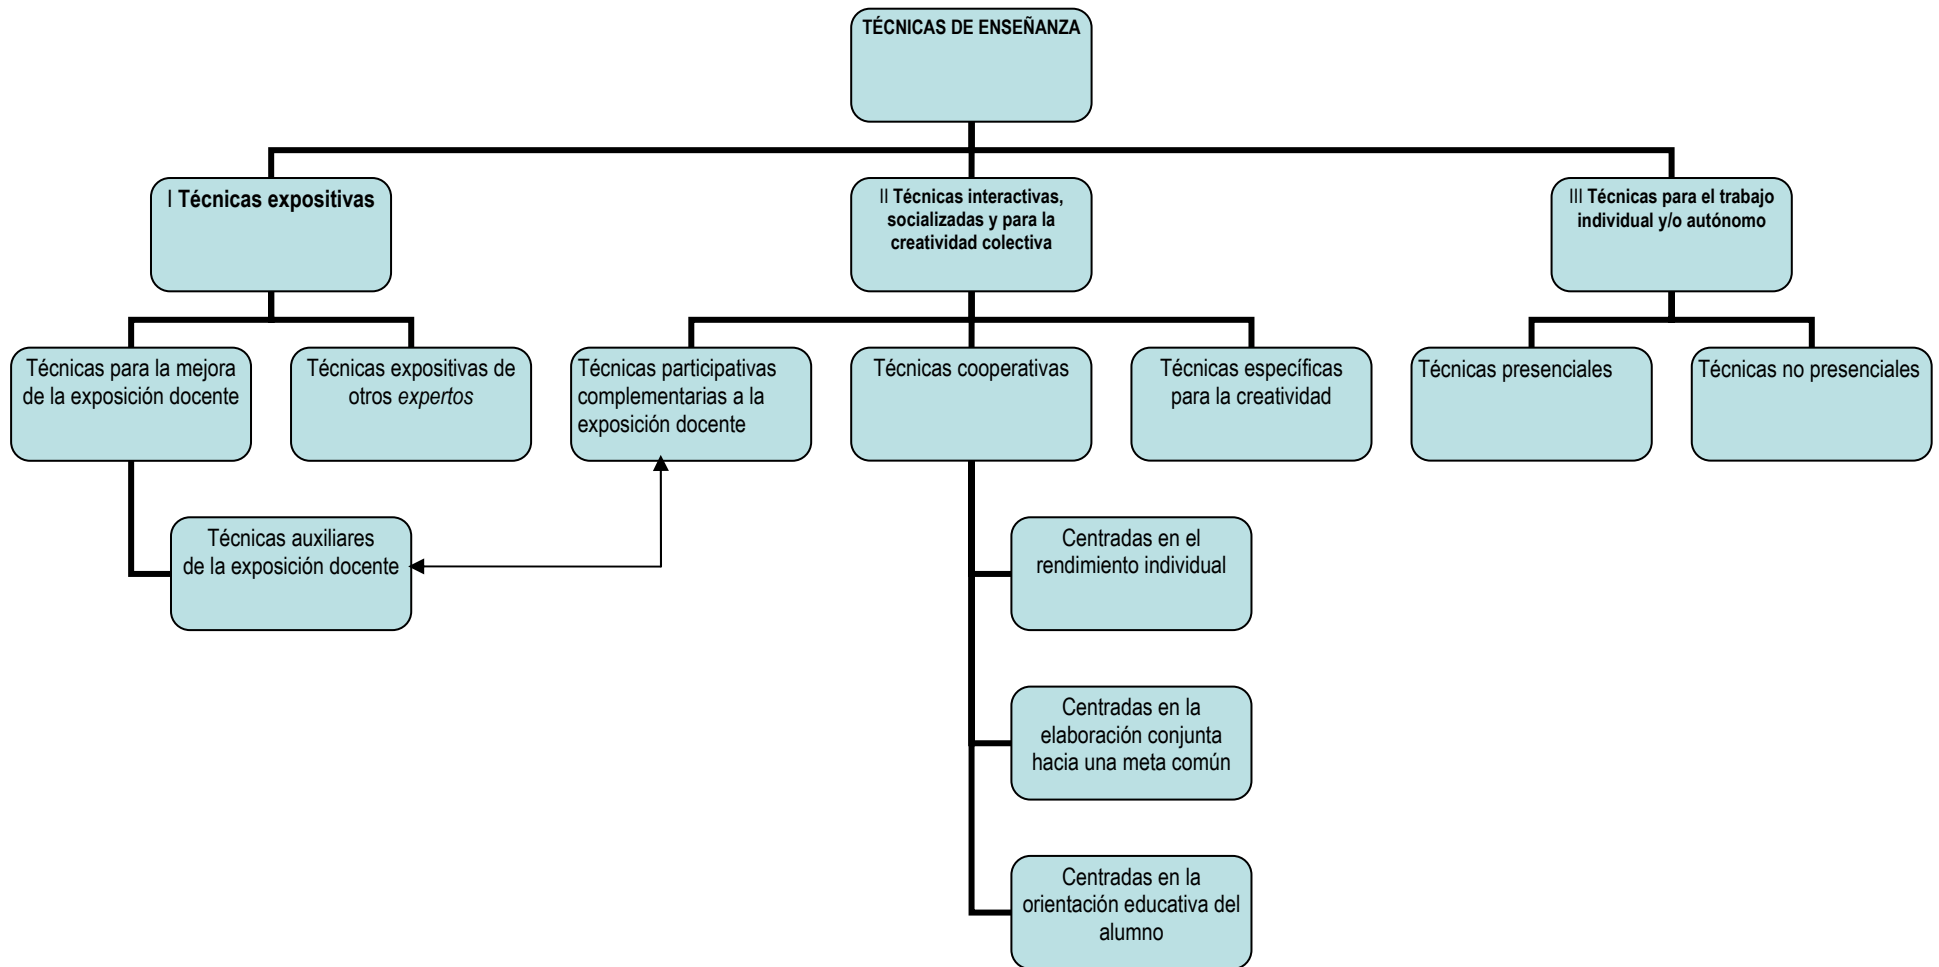 TÉCNICAS DE ENSEÑANZA
I Técnicas expositivas
II Técnicas interactivas,
socializadas y para la
creatividad colectiva
III Técnicas para el trabajo
individual y/o autónomo
Técnicas para la mejora
de la exposición docente
Técnicas expositivas de
otros expertos
Técnicas participativas
complementarias a la
exposición docente
Técnicas cooperativas
Técnicas específicas
para la creatividad
Técnicas presenciales
Técnicas no presenciales
Técnicas auxiliares
de la exposición docente
Centradas en el
rendimiento individual
Centradas en la
elaboración conjunta
hacia una meta común
Centradas en la
orientación educativa del
alumno